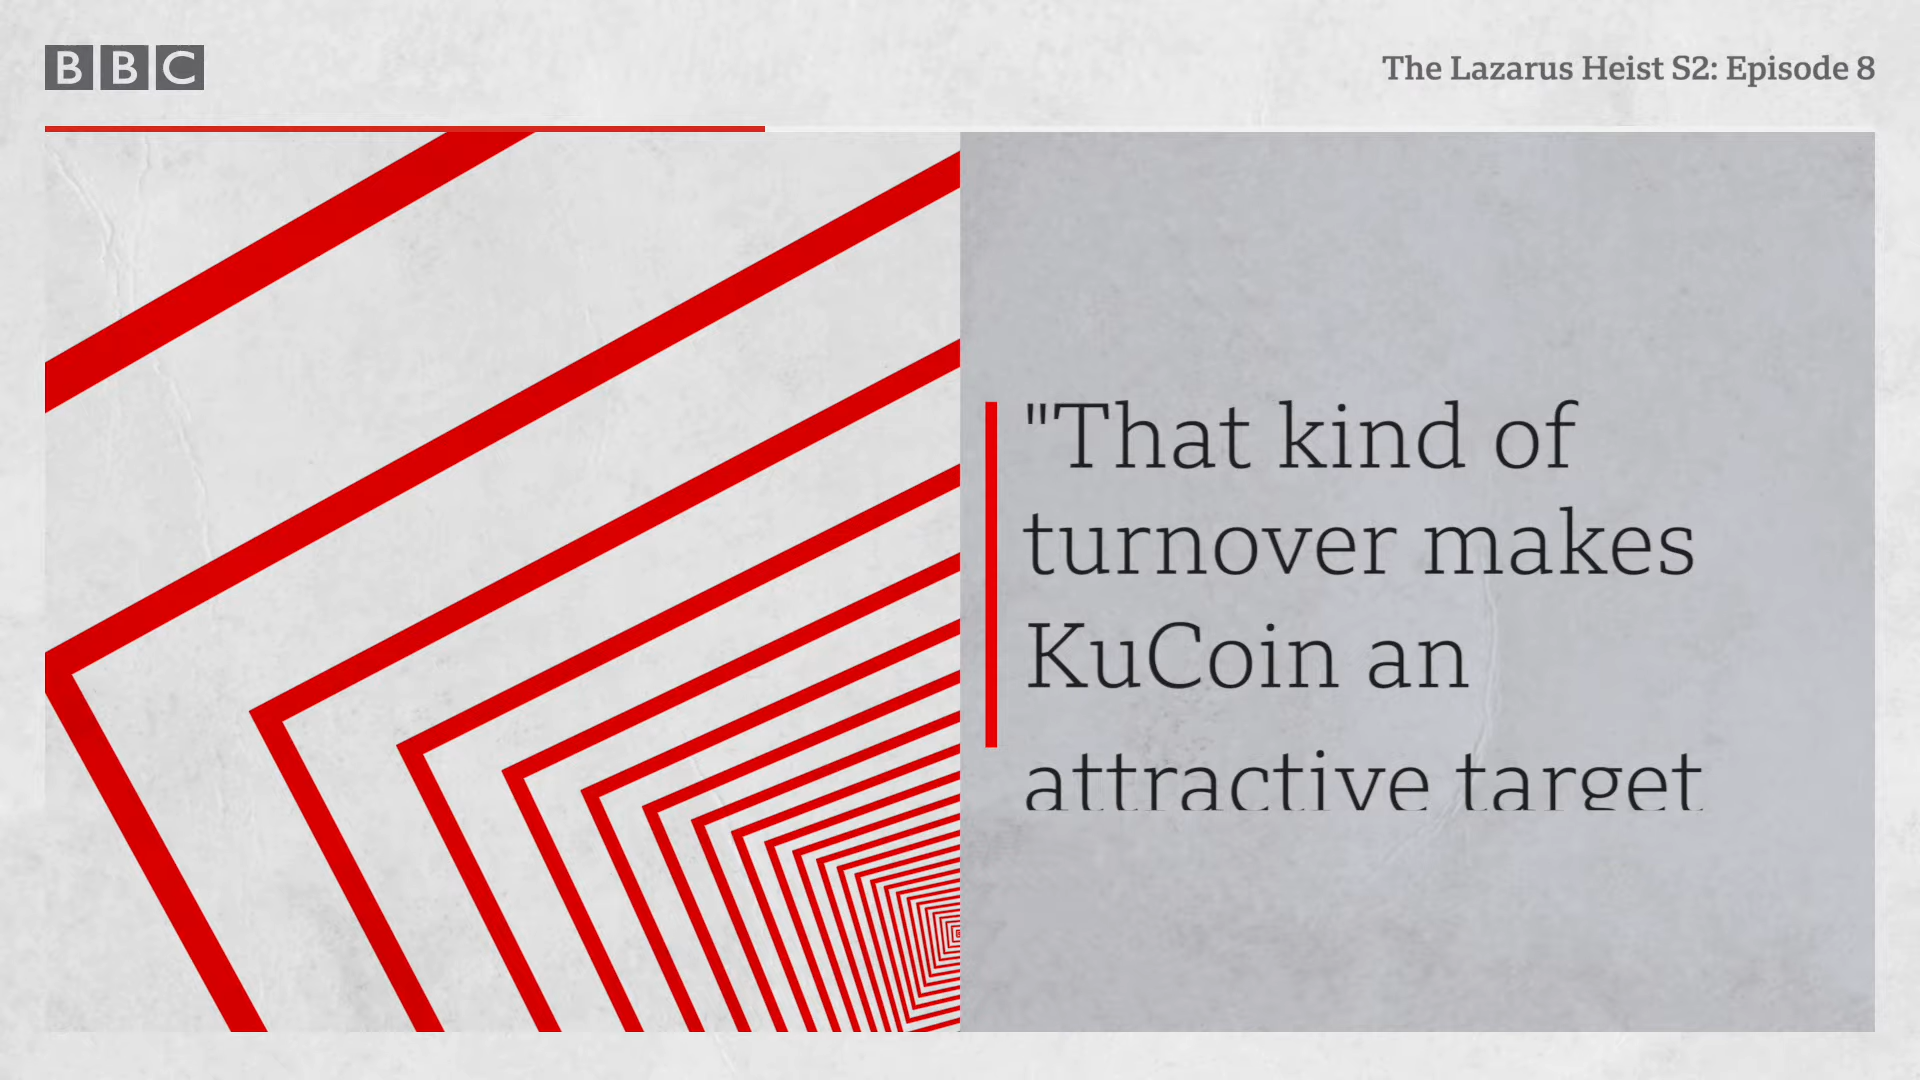 BBC
The Lazarus Heist S2: Episode 8
"That kind of
turnover makes
KuCoin an
attractive target